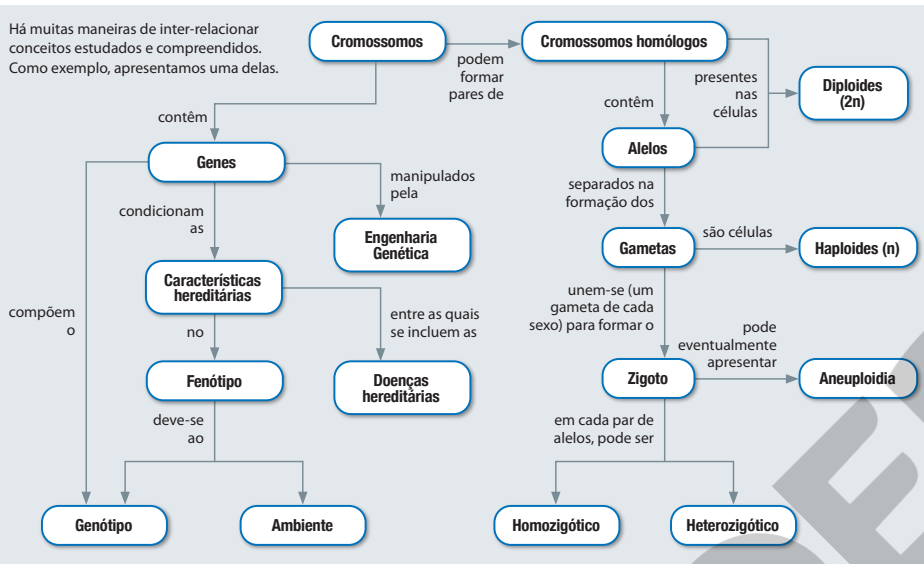 Há muitas maneiras de inter-relacionar
conceitos estudados e compreendidos.
Como exemplo, apresentamos uma delas.
Cromossomos
podem
formar
pares de
Cromossomos homólogos
presentes
nas
células
Diploides
(2n)
contêm
contêm
Genes
Alelos
manipulados
pela
Engenharia
Genética
condicionam
as
separados na
formação dos
Gametas
são células
Haploides (n)
Características
hereditárias
compõem
o
no
entre as quais
se incluem as
unem-se (um
gameta de cada
sexo) para formar o
pode
eventualmente
apresentar
Fenótipo
Doenças
hereditárias
Zigoto
Aneuploidia
deve-se
ao
em cada par de
alelos, pode ser
Genótipo
Ambiente
Homozigótico
Heterozigótico